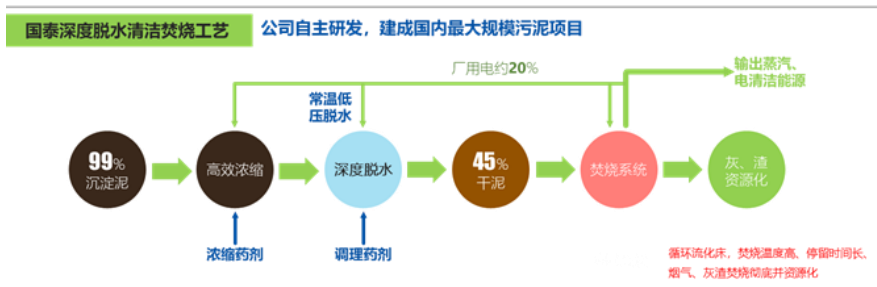 国泰深度脱水清洁焚烧工艺
公司自主研发，建成国内最大规模污泥项目
厂用电约20%
输出蒸汽、
电清洁能源
常温低
压脱水
99%
沉淀泥
高效浓缩
深度脱水
45%
干泥
焚烧系统
灰、渣
资源化
浓缩药剂
调理药剂
循环流化床，焚烧温度高、停留时间长、
烟气、灰渣焚烧彻底并资源化